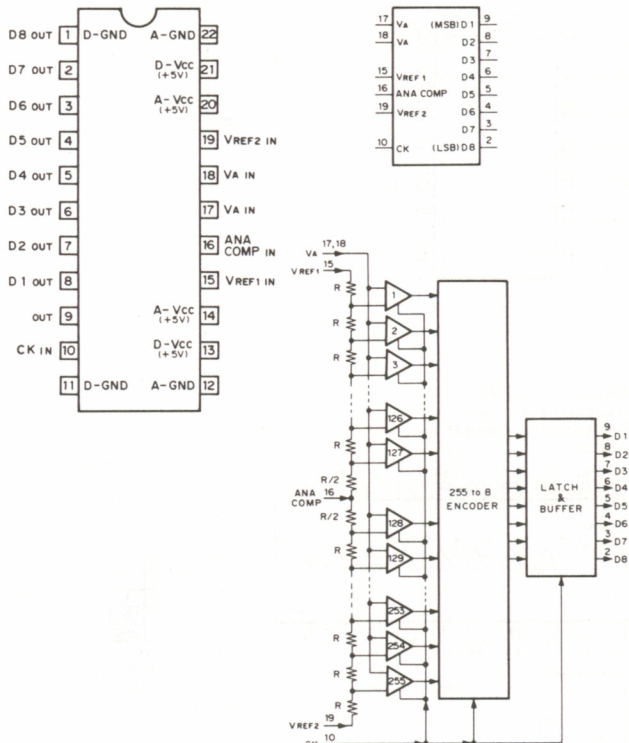 D8 OUT 1 D-GND A-GND 22
D7 OUT 2 D-VCC (+5V) 21
D6 OUT 3 A-VCC (+5V) 20
D5 OUT 4 19 VREF2 IN
D4 OUT 5 18 VA IN
D3 OUT 6 17 VA IN
D2 OUT 7 16 ANA COMP IN
D1 OUT 8 15 VREF1 IN
OUT 9 A-VCC (+5V) 14
CK IN 10 D-VCC (+5V) 13
11 D-GND A-GND 12
17 VA (MSB) D1 9
18 VA D2 8
D3 7
15 VREF1 D4 6
16 ANA COMP D5 5
19 VREF2 D6 4
D7 3
10 CK (LSB) D8 2
VA 17,18
VREF1 15
R
1
R
2
R
3
126
R
127
R/2
ANA COMP 16
R/2
128
R
129
253
R
254
R
255
R
VREF2 19
CK 10
255 to 8
ENCODER
LATCH
&
BUFFER
9 D1
8 D2
7 D3
6 D4
5 D5
4 D6
3 D7
2 D8